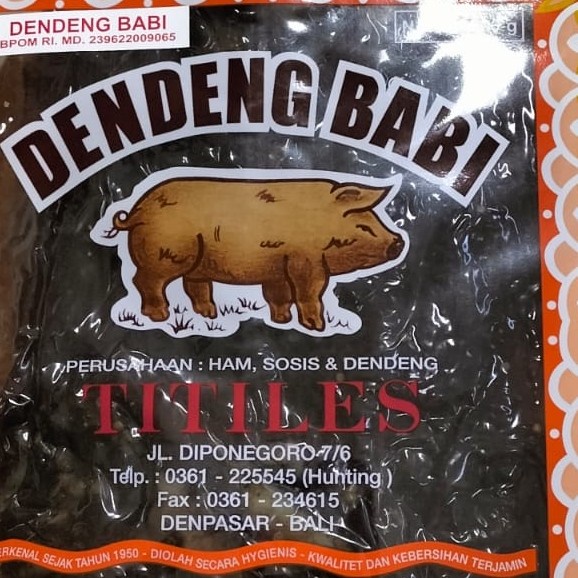 DENDENG BABI
BPOM RI. MD. 239622009065
DENDENG BABI
PERUSAHAAN : HAM, SOSIS & DENDENG
TITILES
JL. DIPONEGORO 7/6
Telp. : 0361 - 225545 (Hunting )
Fax : 0361 - 234615
DENPASAR - BALI
SEJAK TAHUN 1950 - DIOLAH SECARA HYGIENIS - KWALITET DAN KEBERSIHAN TERJAMIN